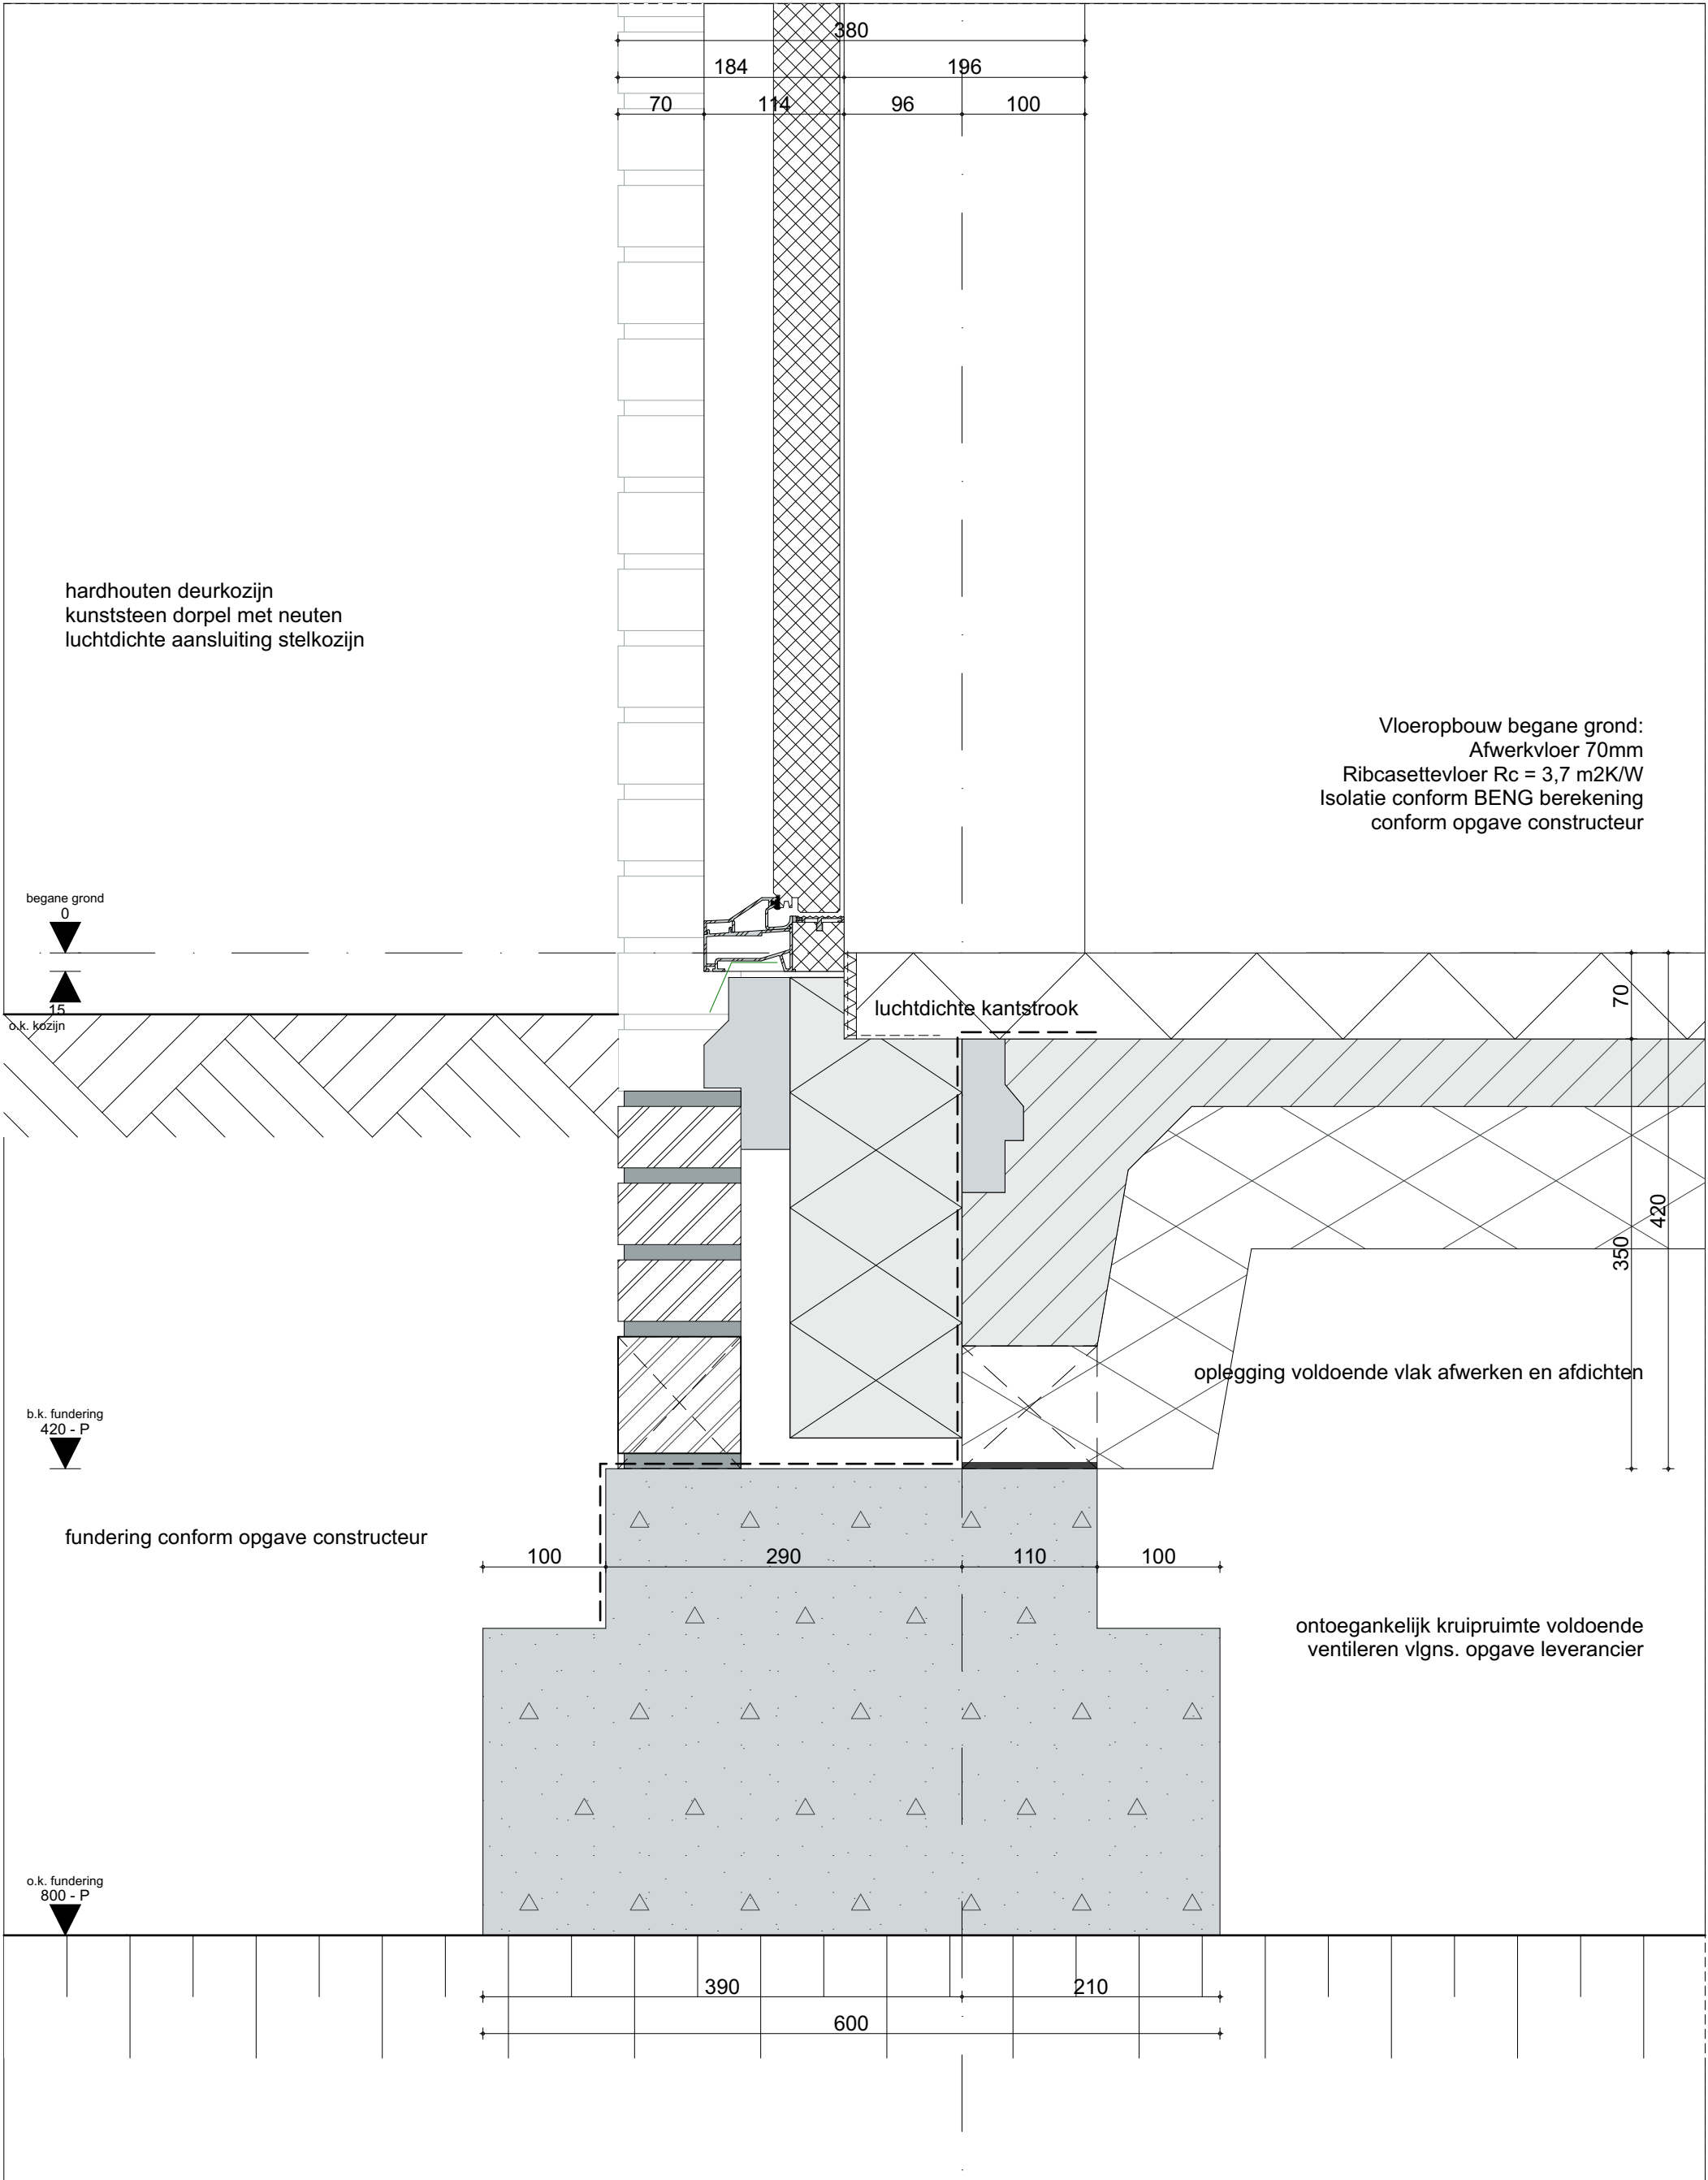 380
184
196
70
114
96
100
hardhouten deurkozijn
kunststeen dorpel met neuten
luchtdichte aansluiting stelkozijn
Vloeropbouw begane grond:
Afwerkvloer 70mm
Ribcasettevloer Rc = 3,7 m2K/W
Isolatie conform BENG berekening
conform opgave constructeur
begane grond
0
15
o.k. kozijn
luchtdichte kantstrook
70
420
350
oplegging voldoende vlak afwerken en afdichten
b.k. fundering
420 - P
fundering conform opgave constructeur
100
290
110
100
ontoegankelijk kruipruimte voldoende
ventileren vlgns. opgave leverancier
o.k. fundering
800 - P
390
210
600